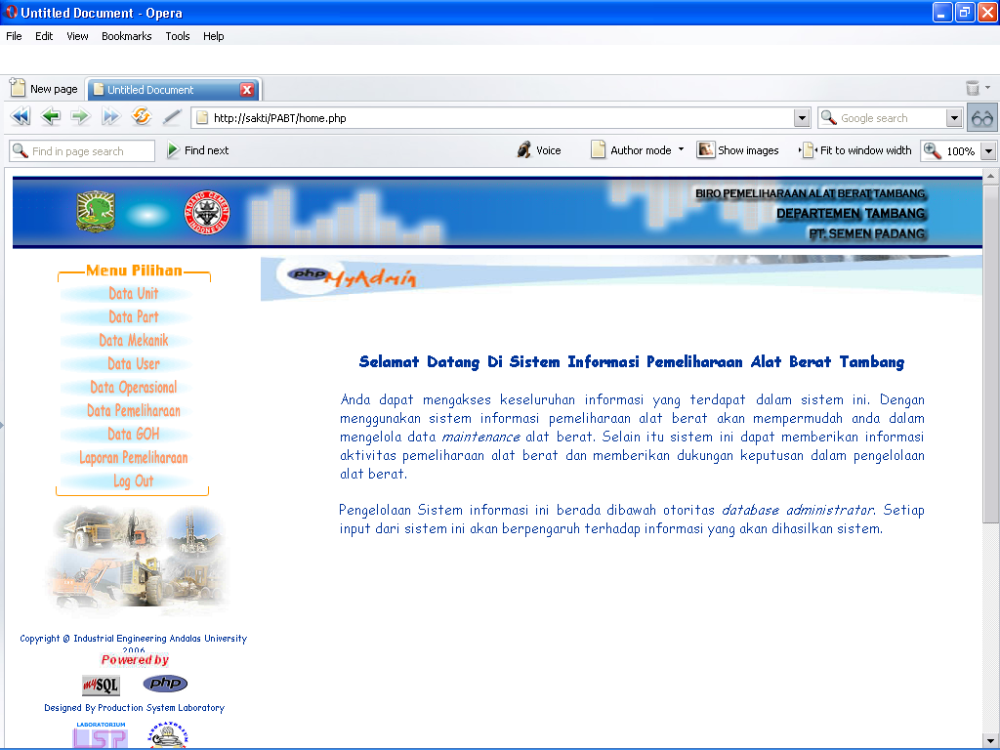 Untitled Document - Opera
File Edit View Bookmarks Tools Help
New page
Untitled Document
http://sakti/PABT/home.php
Google search
Find in page search
Find next
Voice
Author mode
Show images
Fit to window width
100%
PADANG CEMENT INDONESIA
BIRO PEMELIHARAAN ALAT BERAT TAMBANG
DEPARTEMEN TAMBANG
PT. SEMEN PADANG
Menu Pilihan
Data Unit
Data Part
Data Mekanik
Data User
Data Operasional
Data Pemeliharaan
Data GOH
Laporan Pemeliharaan
Log Out
php MyAdmin
Selamat Datang Di Sistem Informasi Pemeliharaan Alat Berat Tambang
Anda dapat mengakses keseluruhan informasi yang terdapat dalam sistem ini. Dengan
menggunakan sistem informasi pemeliharaan alat berat akan mempermudah anda dalam
mengelola data maintenance alat berat. Selain itu sistem ini dapat memberikan informasi
aktivitas pemeliharaan alat berat dan memberikan dukungan keputusan dalam pengelolaan
alat berat.
Pengelolaan Sistem informasi ini berada dibawah otoritas database administrator. Setiap
input dari sistem ini akan berpengaruh terhadap informasi yang akan dihasilkan sistem.
Copyright @ Industrial Engineering Andalas University
2006
Powered by
mySQL
php
Designed By Production System Laboratory
LABORATORIUM
LSP
LABORATORIUM